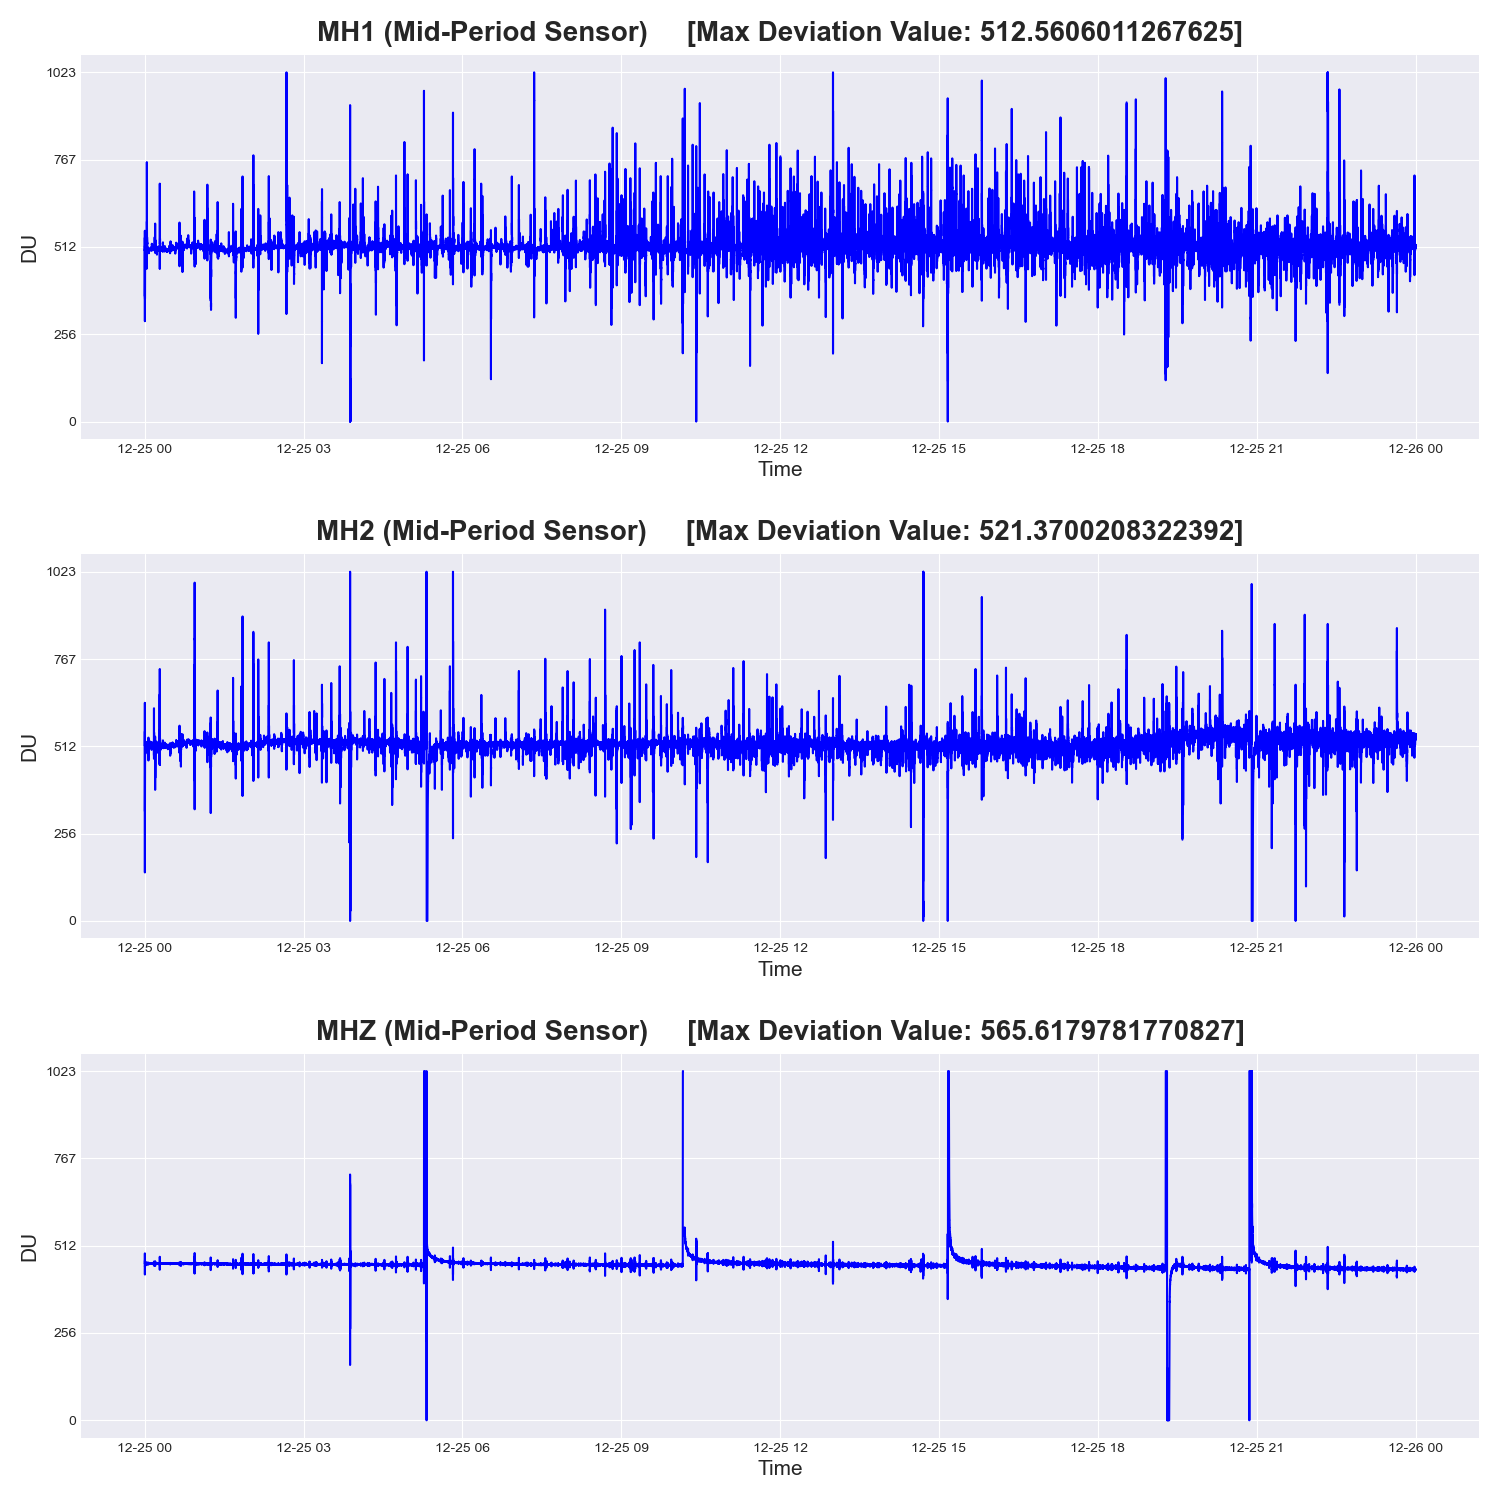 MH1 (Mid-Period Sensor) [Max Deviation Value: 512.5606011267625]
1023
767
512
256
0
DU
12-25 00 12-25 03 12-25 06 12-25 09 12-25 12 12-25 15 12-25 18 12-25 21 12-26 00
Time
MH2 (Mid-Period Sensor) [Max Deviation Value: 521.3700208322392]
1023
767
512
256
0
DU
12-25 00 12-25 03 12-25 06 12-25 09 12-25 12 12-25 15 12-25 18 12-25 21 12-26 00
Time
MHZ (Mid-Period Sensor) [Max Deviation Value: 565.6179781770827]
1023
767
512
256
0
DU
12-25 00 12-25 03 12-25 06 12-25 09 12-25 12 12-25 15 12-25 18 12-25 21 12-26 00
Time